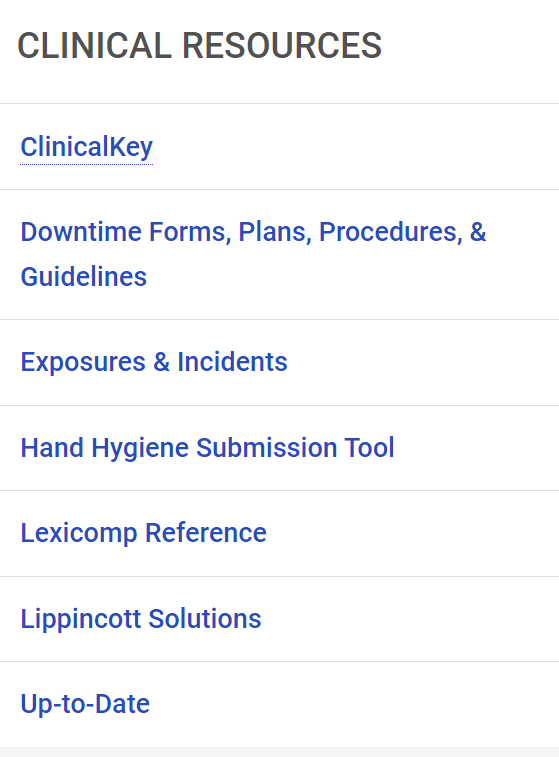 CLINICAL RESOURCES
ClinicalKey
Downtime Forms, Plans, Procedures, &
Guidelines
Exposures & Incidents
Hand Hygiene Submission Tool
Lexicomp Reference
Lippincott Solutions
Up-to-Date